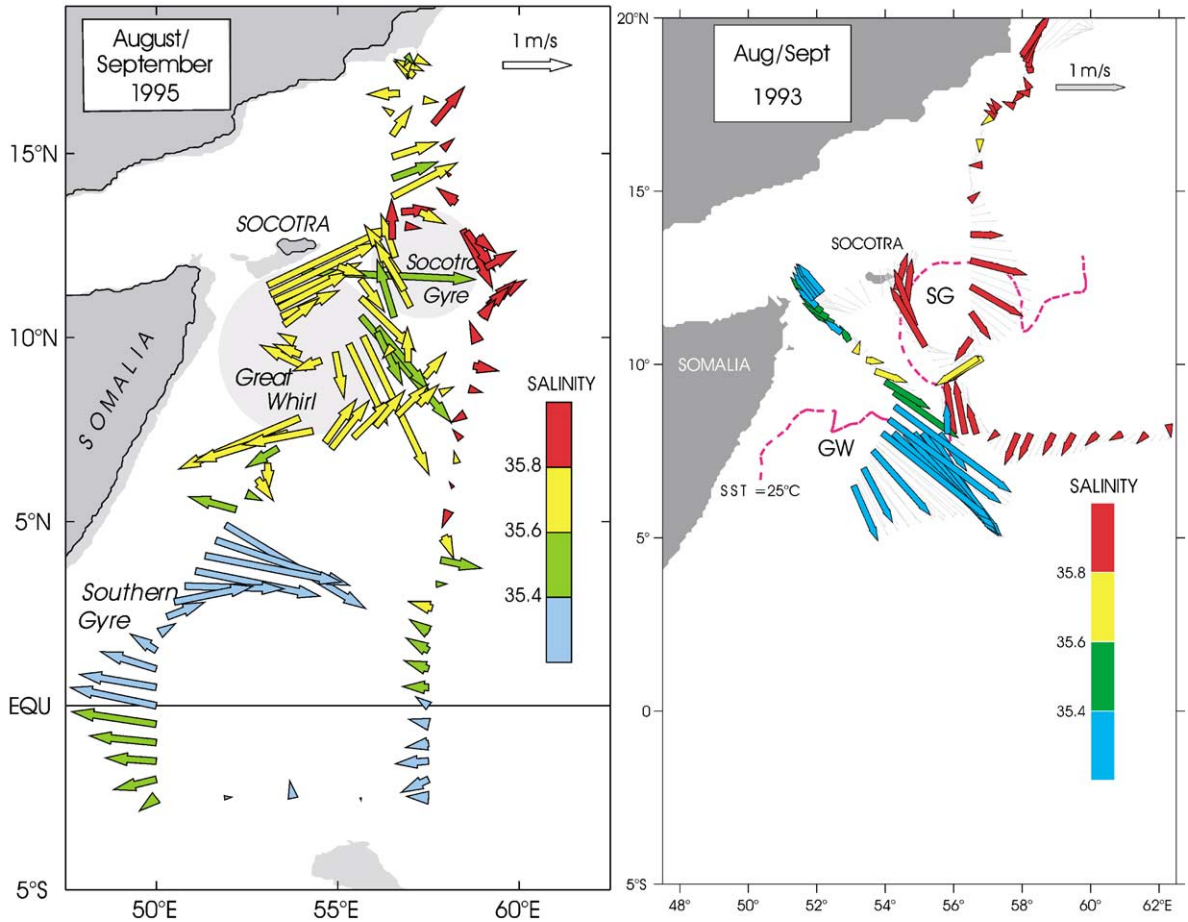 August/
September
1995
1 m/s
15°N
SOCOTRA
Socotra
Gyre
10°N
SOMALIA
Great
Whirl
SALINITY
35.8
35.6
35.4
5°N
Southern
Gyre
EQU
5°S
50°E
55°E
60°E
20°N
Aug/Sept
1993
1 m/s
15°
SOCOTRA
SG
10°
SOMALIA
GW
SST = 25°C
SALINITY
35.8
35.6
35.4
5°
0
5°S
48°
50°
52°
54°
56°
58°
60°
62°E